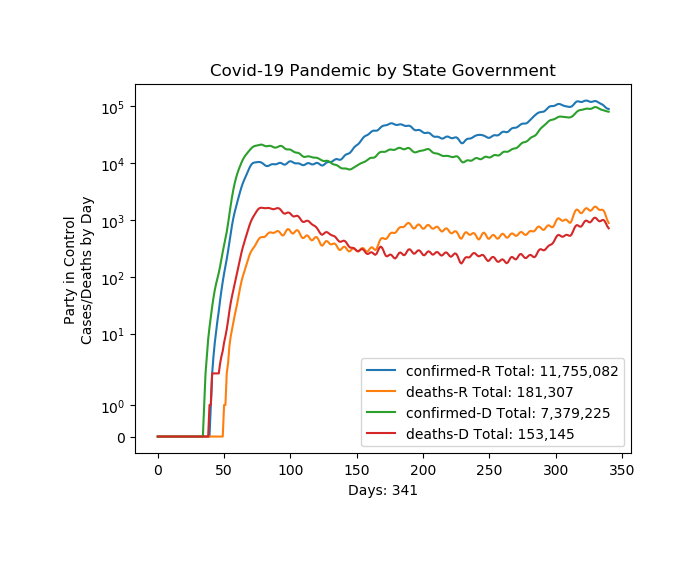 Covid-19 Pandemic by State Government
Party in Control
Cases/Deaths by Day
10^5
10^4
10^3
10^2
10^1
10^0
0
confirmed-R Total: 11,755,082
deaths-R Total: 181,307
confirmed-D Total: 7,379,225
deaths-D Total: 153,145
0 50 100 150 200 250 300 350
Days: 341